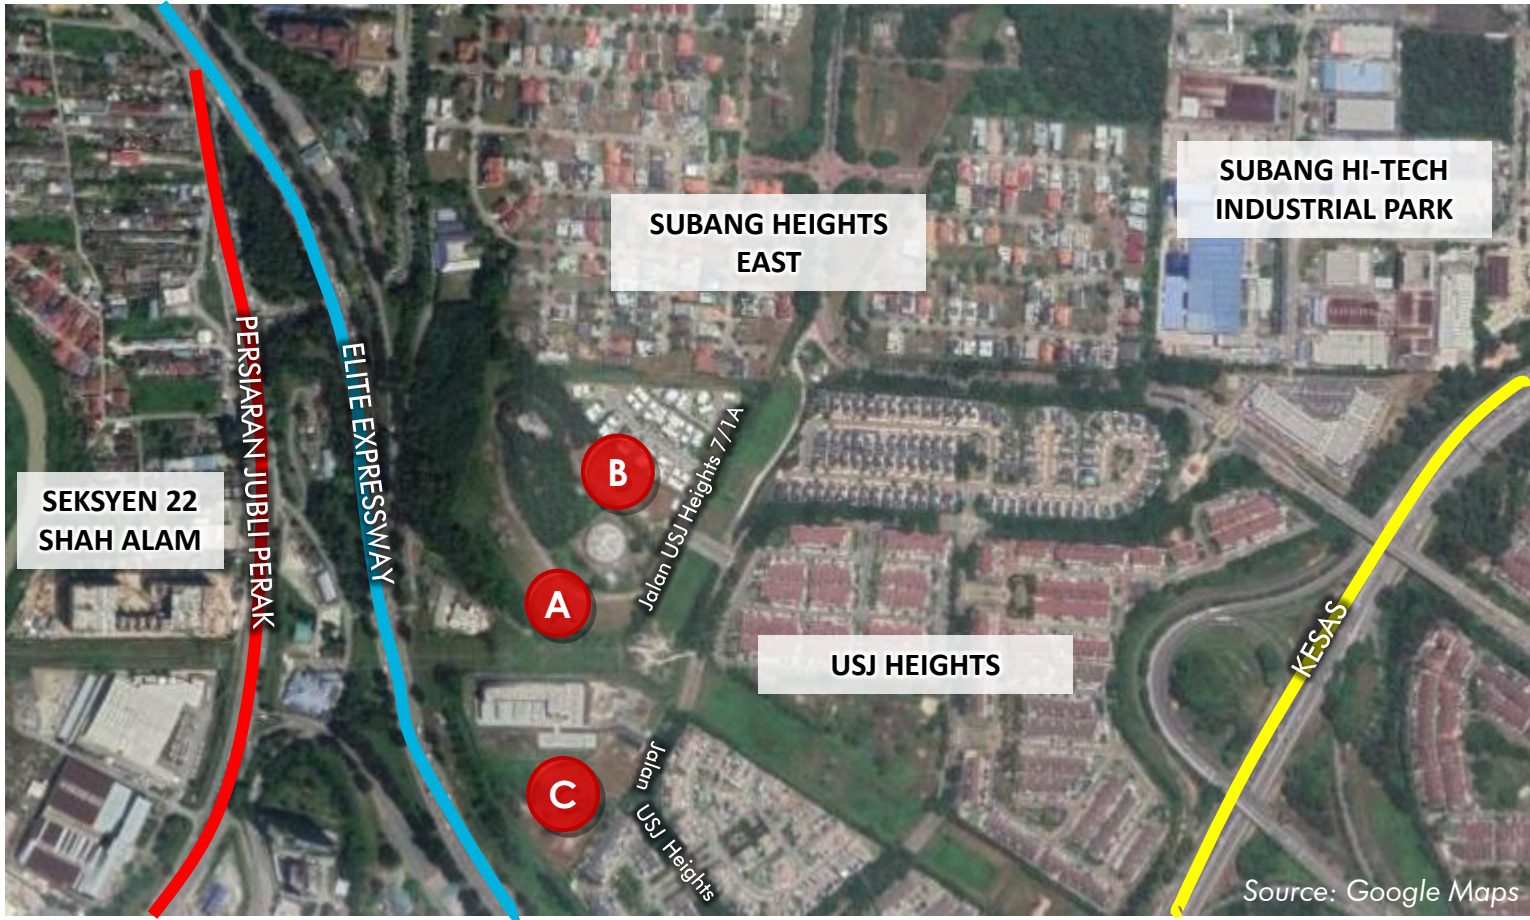 SUBANG HI-TECH
INDUSTRIAL PARK
SUBANG HEIGHTS
EAST
PERSIARAN JUBLI PERAK
ELITE EXPRESSWAY
Jalan USJ Heights 7/1A
B
SEKSYEN 22
SHAH ALAM
A
KESAS
USJ HEIGHTS
Jalan
USJ Heights
C
Source: Google Maps